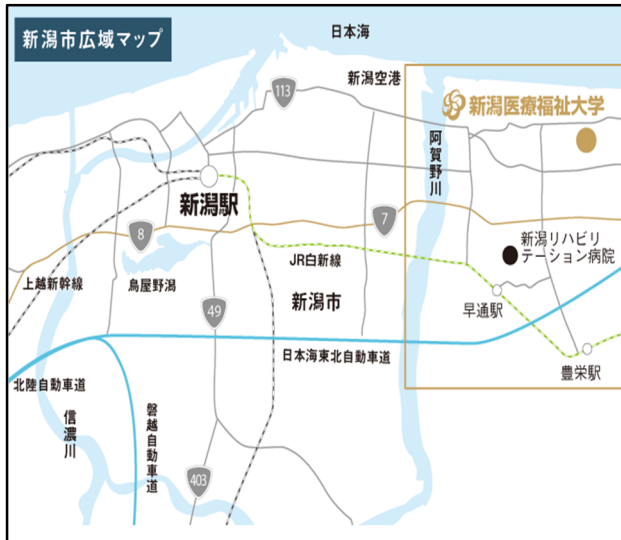 新潟市広域マップ
日本海
新潟空港
113
新潟医療福祉大学
阿賀野川
新潟駅
8
7
新潟リハビリ
テーション病院
JR白新線
上越新幹線
鳥屋野潟
新潟市
49
早通駅
日本海東北自動車道
豊栄駅
北陸自動車道
信濃川
磐越自動車道
403